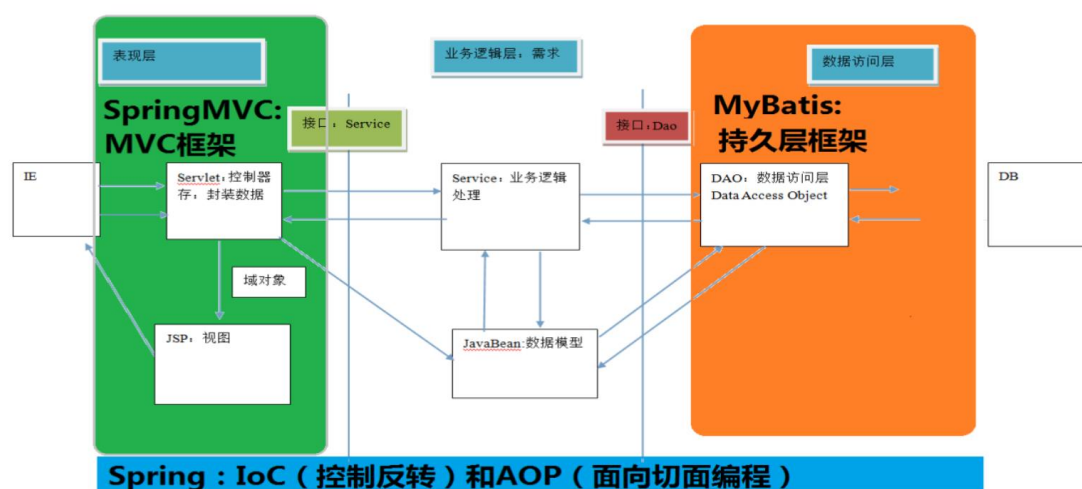 表现层
业务逻辑层：需求
数据访问层
SpringMVC:
MVC框架
接口：Service
接口：Dao
MyBatis:
持久层框架
IE
Servlet：控制器
存：封装数据
Service：业务逻辑
处理
DAO：数据访问层
Data Access Object
DB
域对象
JSP：视图
JavaBean:数据模型
Spring：IoC（控制反转）和AOP（面向切面编程）